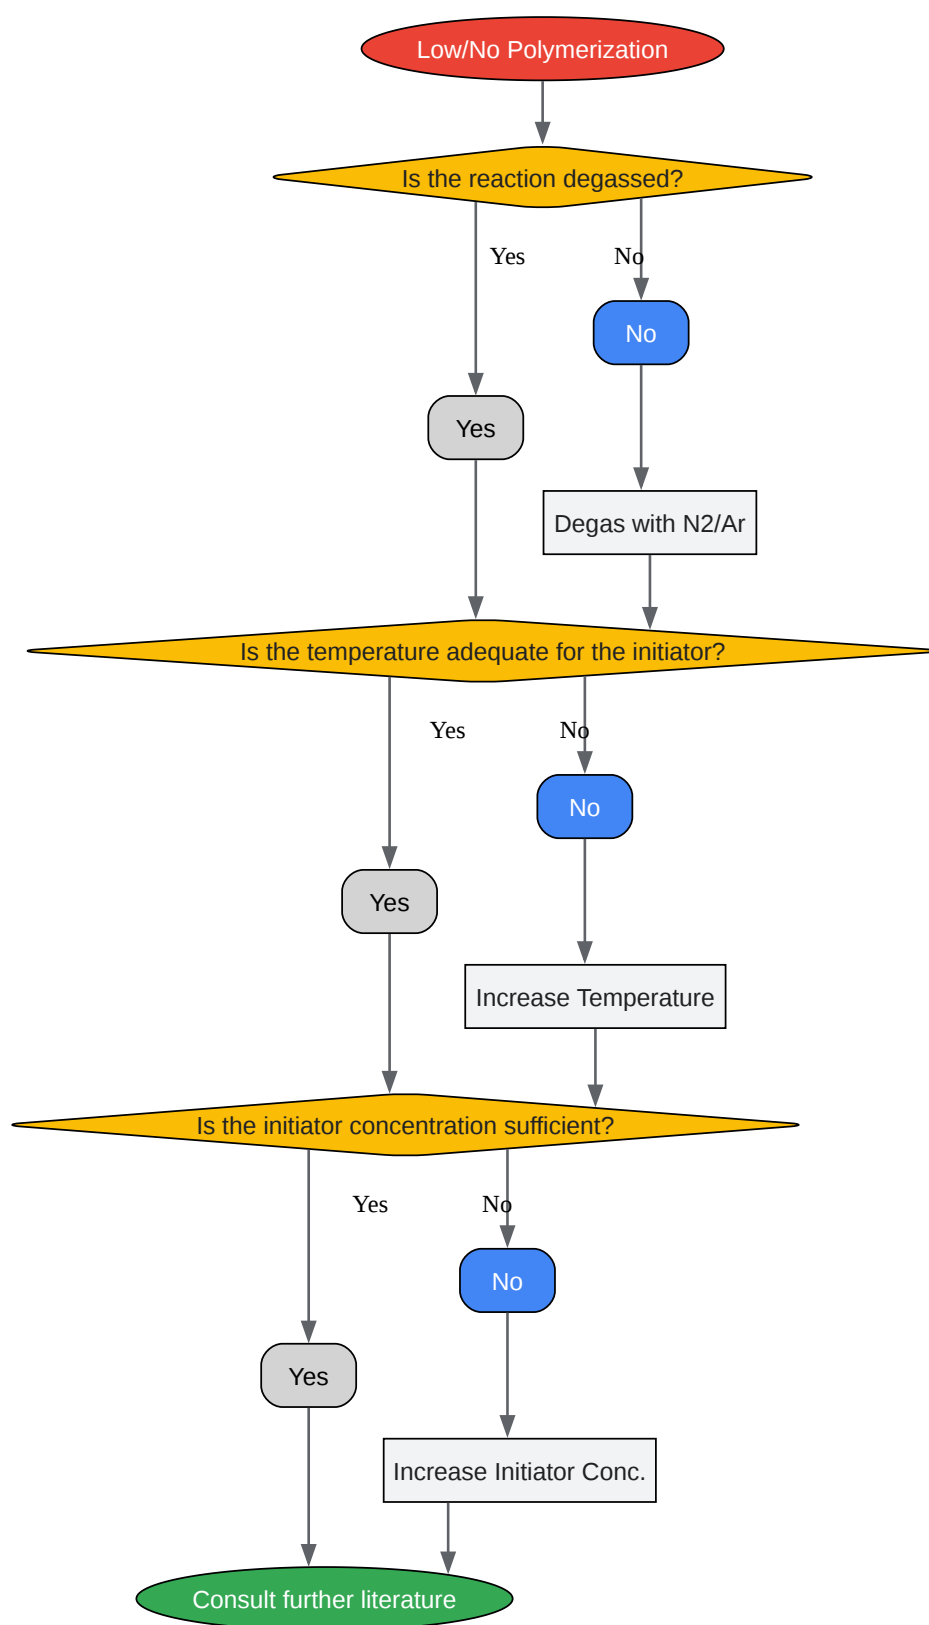 Low/No Polymerization
Is the reaction degassed?
Yes
No
No
Yes
Degas with N2/Ar
Is the temperature adequate for the initiator?
Yes
No
No
Yes
Increase Temperature
Is the initiator concentration sufficient?
Yes
No
No
Yes
Increase Initiator Conc.
Consult further literature